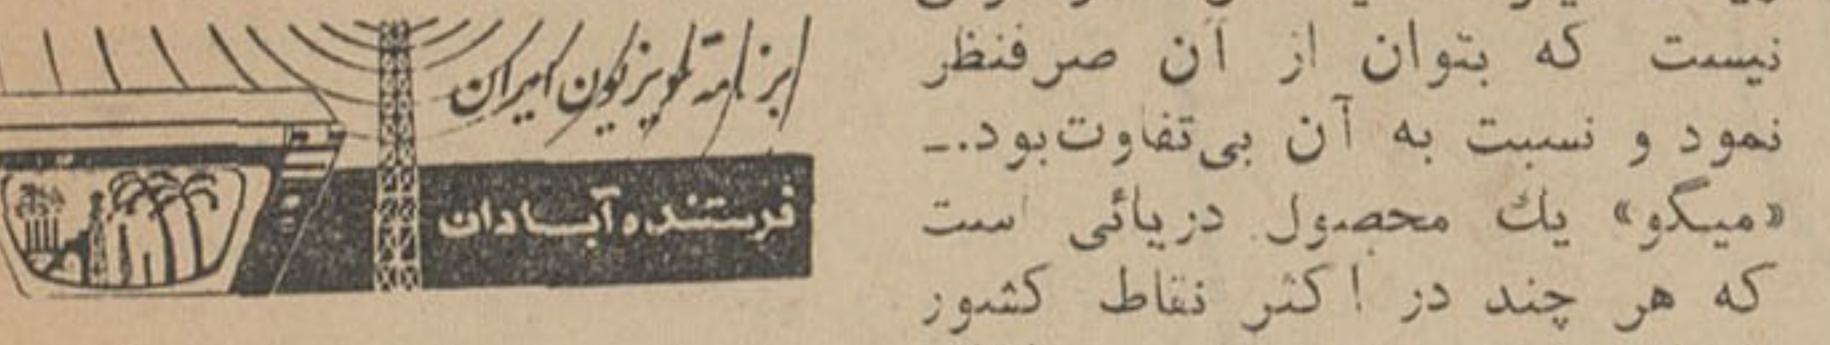 نیست که بتوان از آن صرفنظر
نمود و نسبت به آن بی‌تفاوت بود.ـ
«میگو» یك محصول دریائی است
که هر چند در اکثر نقاط کشور
برنامه تلویزیون ایران
فرستنده آبادان